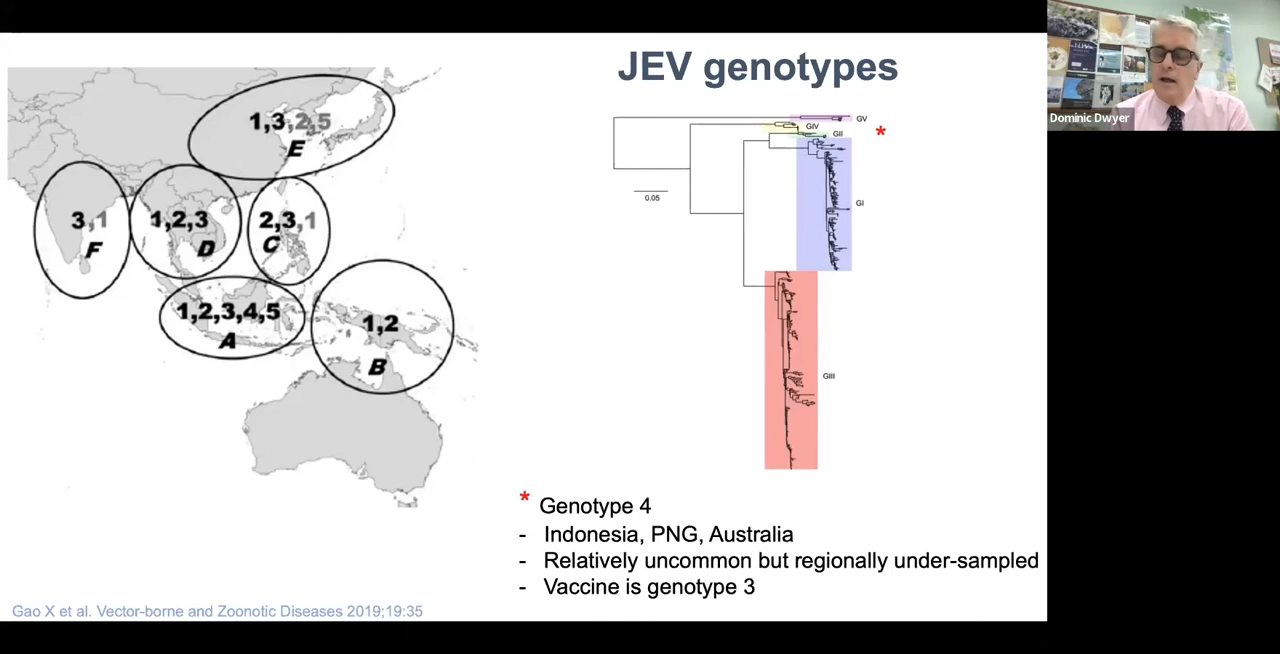 JEV genotypes
Dominic Dwyer
1,3,2,5
E
3,1
F
1,2,3
D
2,3,1
C
1,2,3,4,5
A
1,2
B
GV
GIV
GII
*
0.05
GI
GIII
* Genotype 4
- Indonesia, PNG, Australia
- Relatively uncommon but regionally under-sampled
- Vaccine is genotype 3
Gao X et al. Vector-borne and Zoonotic Diseases 2019;19:35